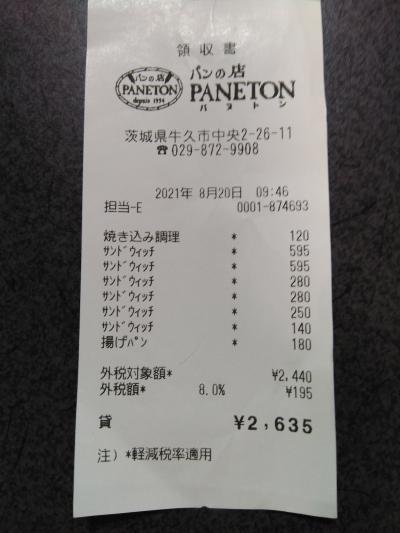 領収書
パンの店
PANETON
depuis 1994
パンの店
PANETON
パヌトン
茨城県牛久市中央2-26-11
☎029-872-9908
2021年 8月20日 09:46
担当-E 0001-874693
焼き込み調理 * 120
サンドウィッチ * 595
サンドウィッチ * 595
サンドウィッチ * 280
サンドウィッチ * 280
サンドウィッチ * 250
サンドウィッチ * 140
揚げパン * 180
外税対象額* ¥2,440
外税額* 8.0% ¥195
貸 ¥2,635
注)*軽減税率適用